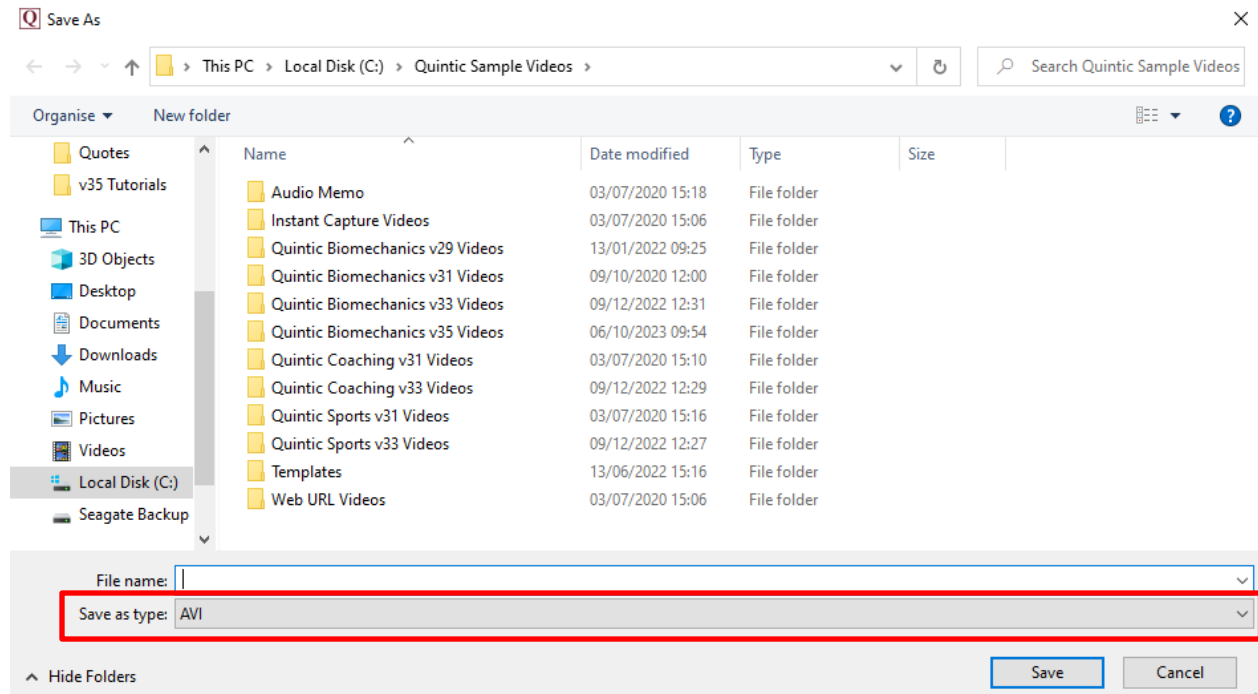 Q Save As
This PC > Local Disk (C:) > Quintic Sample Videos >
Search Quintic Sample Videos
Organise New folder
?
Quotes
v35 Tutorials
This PC
3D Objects
Desktop
Documents
Downloads
Music
Pictures
Videos
Local Disk (C:)
Seagate Backup
Name Date modified Type Size
Audio Memo 03/07/2020 15:18 File folder
Instant Capture Videos 03/07/2020 15:06 File folder
Quintic Biomechanics v29 Videos 13/01/2022 09:25 File folder
Quintic Biomechanics v31 Videos 09/10/2020 12:00 File folder
Quintic Biomechanics v33 Videos 09/12/2022 12:31 File folder
Quintic Biomechanics v35 Videos 06/10/2023 09:54 File folder
Quintic Coaching v31 Videos 03/07/2020 15:10 File folder
Quintic Coaching v33 Videos 09/12/2022 12:29 File folder
Quintic Sports v31 Videos 03/07/2020 15:16 File folder
Quintic Sports v33 Videos 09/12/2022 12:27 File folder
Templates 13/06/2022 15:16 File folder
Web URL Videos 03/07/2020 15:06 File folder
File name:
Save as type: AVI
Hide Folders
Save Cancel